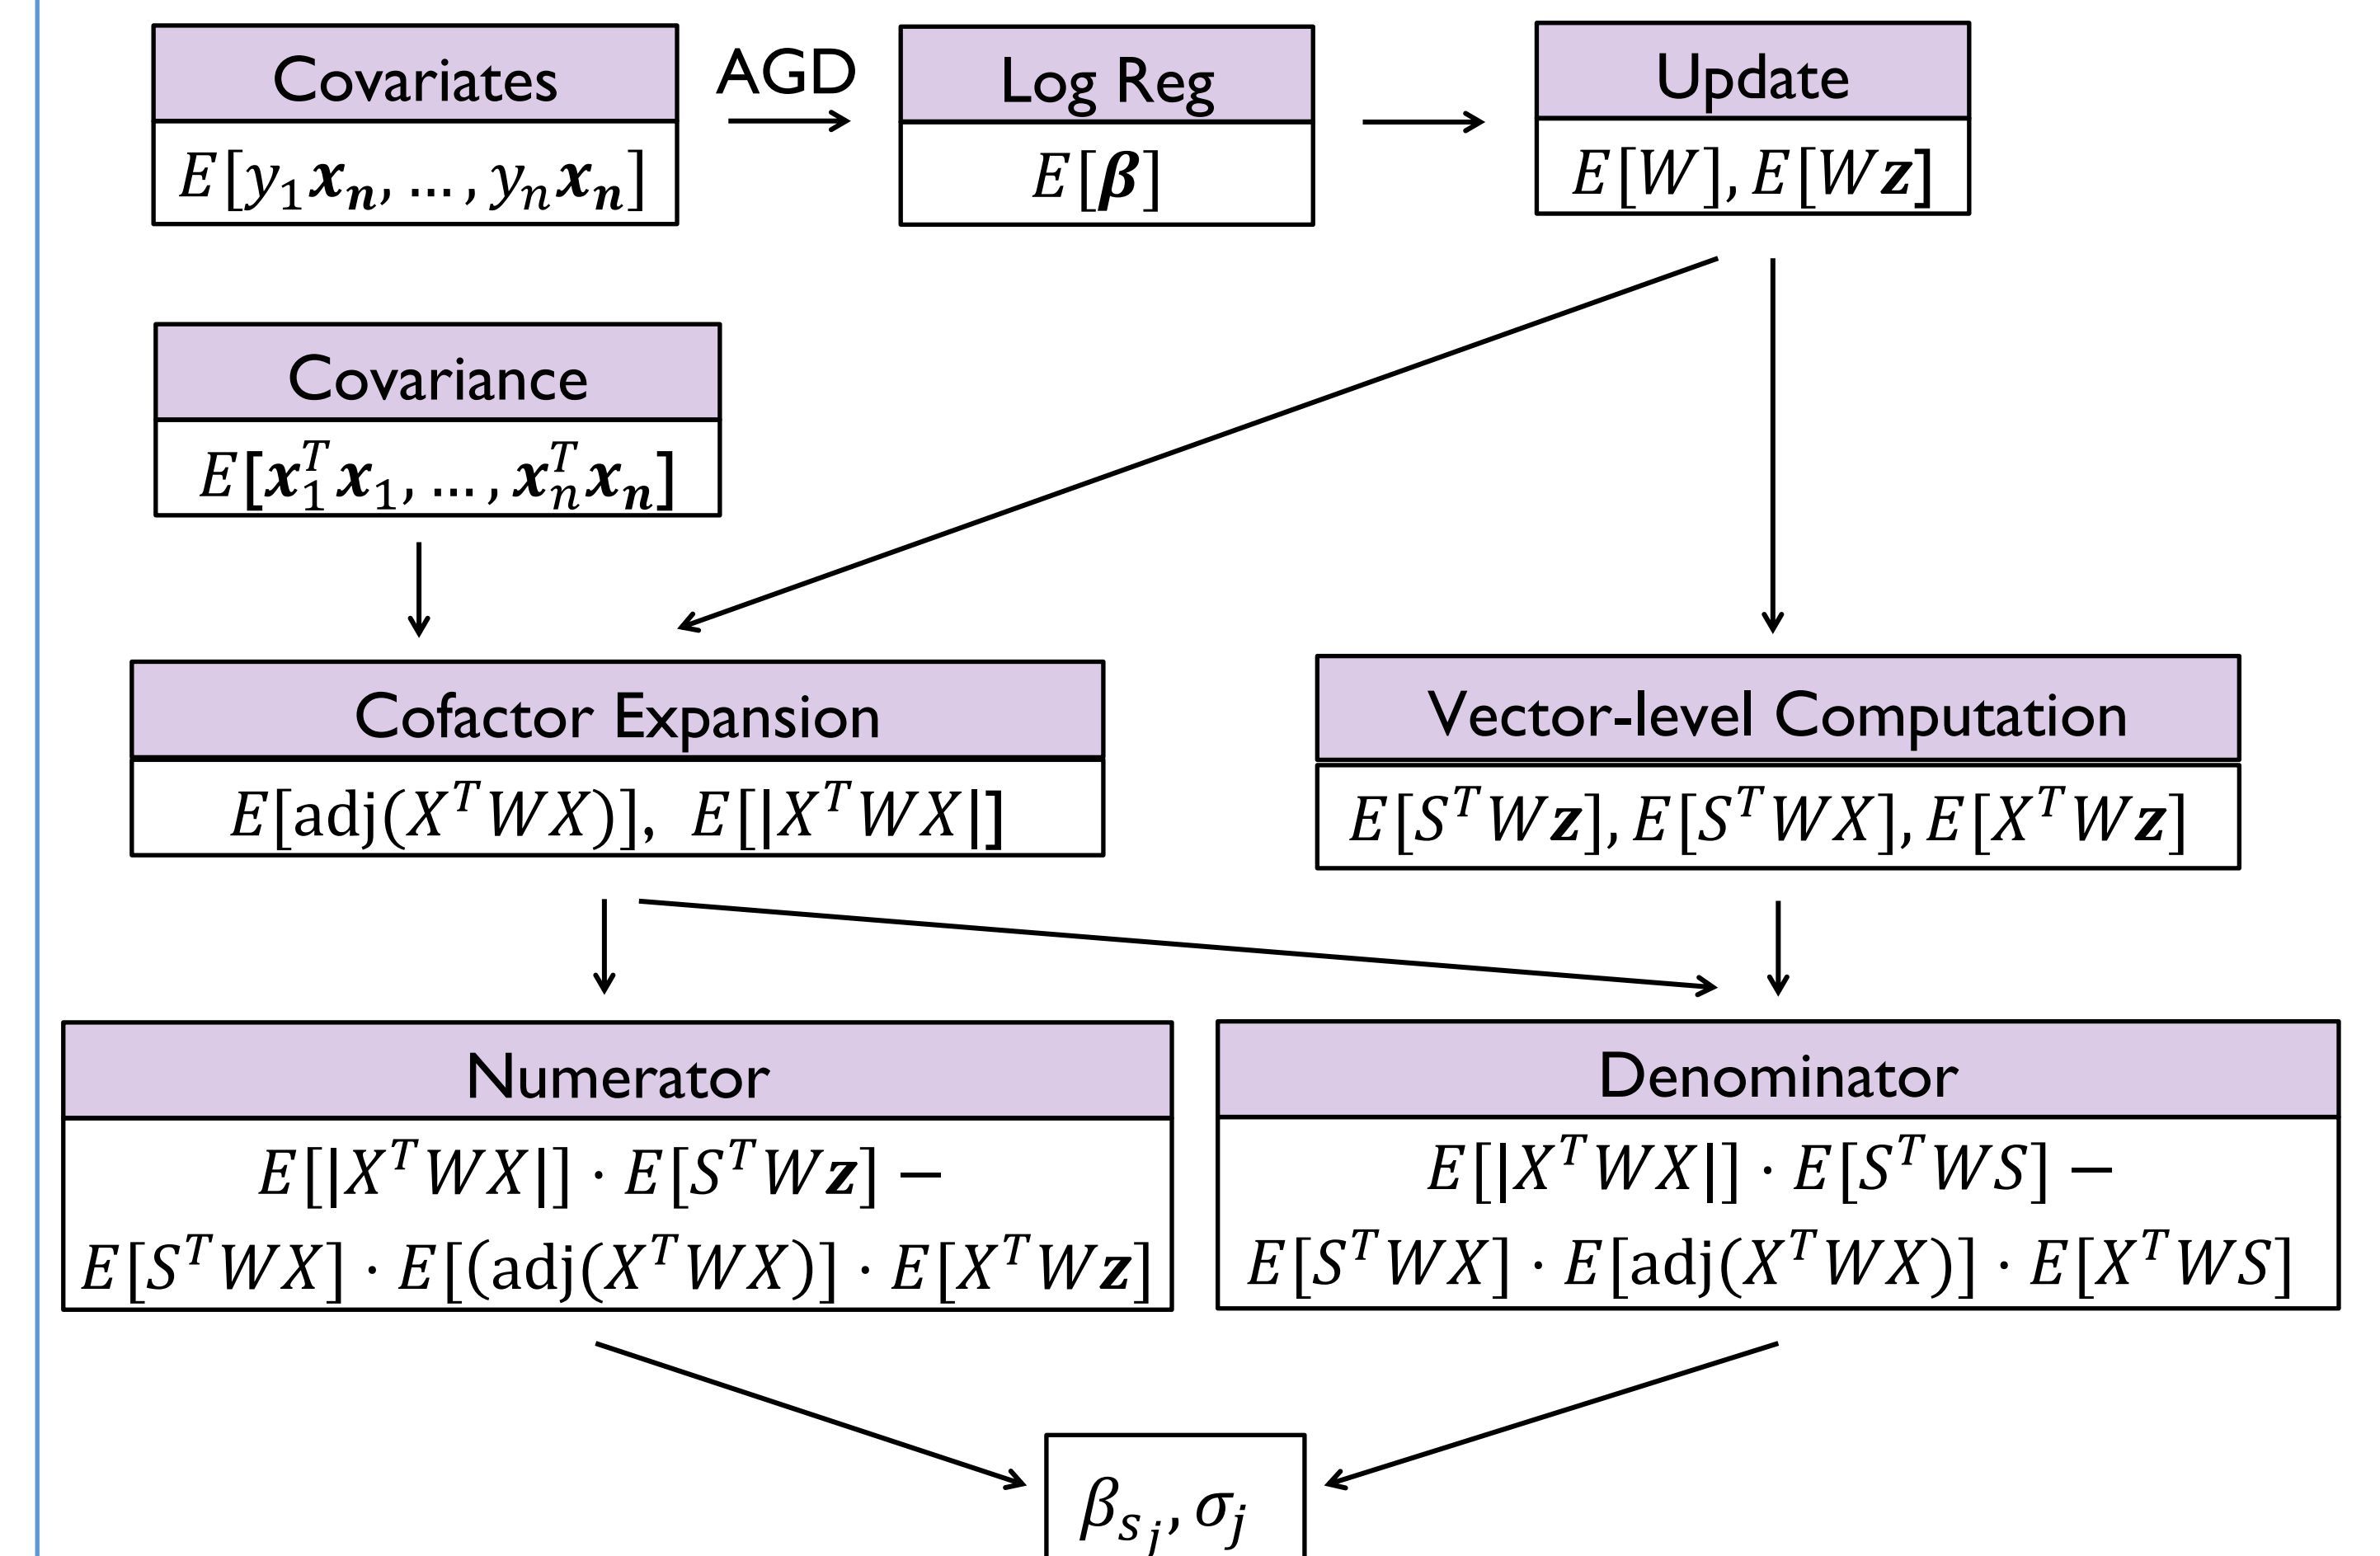 Covariates
AGD
Log Reg
Update
E[y₁𝒙ₙ, …, yₘ𝒙ₙ]
E[𝜷]
E[W], E[W𝒛]
Covariance
E[𝒙₁ᵀ𝒙₁, … , 𝒙ₙᵀ𝒙ₙ]
Cofactor Expansion
Vector-level Computation
E[adj(XᵀWX)], E[|XᵀWX|]
E[SᵀW𝒛], E[SᵀWX], E[XᵀW𝒛]
Numerator
E[|XᵀWX|] · E[SᵀW𝒛] −
E[SᵀWX] · E[(adj(XᵀWX)] · E[XᵀW𝒛]
Denominator
E[|XᵀWX|] · E[SᵀWS] −
E[SᵀWX] · E[adj(XᵀWX)] · E[XᵀWS]
β_{s_j}, σ_j